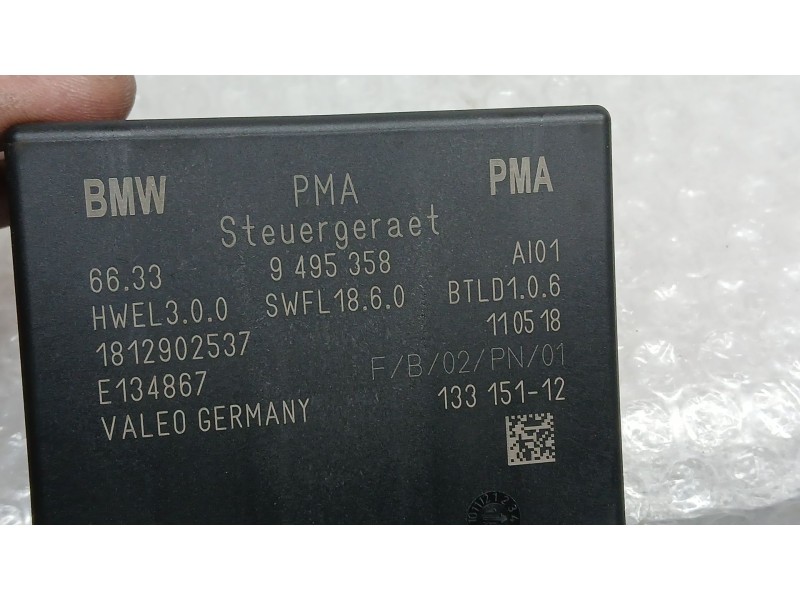 BMW PMA PMA
Steuergeraet
66.33 9 495 358 AI01
HWEL3.0.0 SWFL18.6.0 BTLD1.0.6
1812902537 110518
E134867 F/B/02/PN/01
VALEO GERMANY 133 151-12